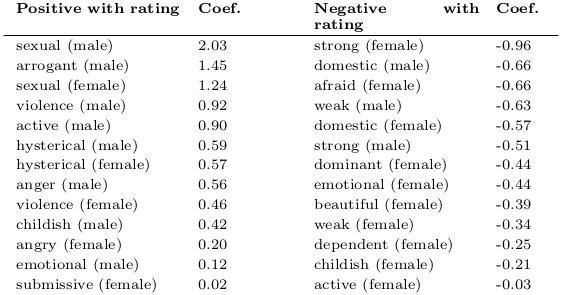 Positive with rating Coef. Negative with Coef.
rating
sexual (male) 2.03 strong (female) -0.96
arrogant (male) 1.45 domestic (male) -0.66
sexual (female) 1.24 afraid (female) -0.66
violence (male) 0.92 weak (male) -0.63
active (male) 0.90 domestic (female) -0.57
hysterical (male) 0.59 strong (male) -0.51
hysterical (female) 0.57 dominant (female) -0.44
anger (male) 0.56 emotional (female) -0.44
violence (female) 0.46 beautiful (female) -0.39
childish (male) 0.42 weak (female) -0.34
angry (female) 0.20 dependent (female) -0.25
emotional (male) 0.12 childish (female) -0.21
submissive (female) 0.02 active (female) -0.03